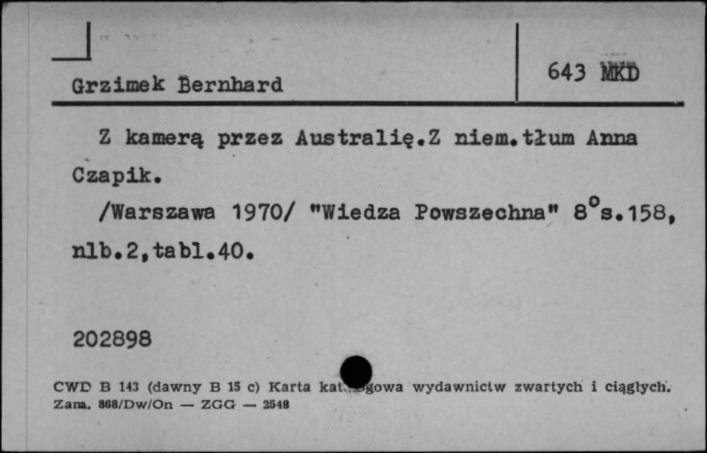 Grzimek Bernhard
643 MKD
Z kamerą przez Australię.Z niem.tłum Anna
Czapik.
/Warszawa 1970/ "Wiedza Powszechna" 8°s.158,
nlb.2,tabl.40.
202898
CWD B 143 (dawny B 15 c) Karta kat gowa wydawnictw zwartych i ciągłych.
Zam. 868/Dw/On — ZGG — 2548